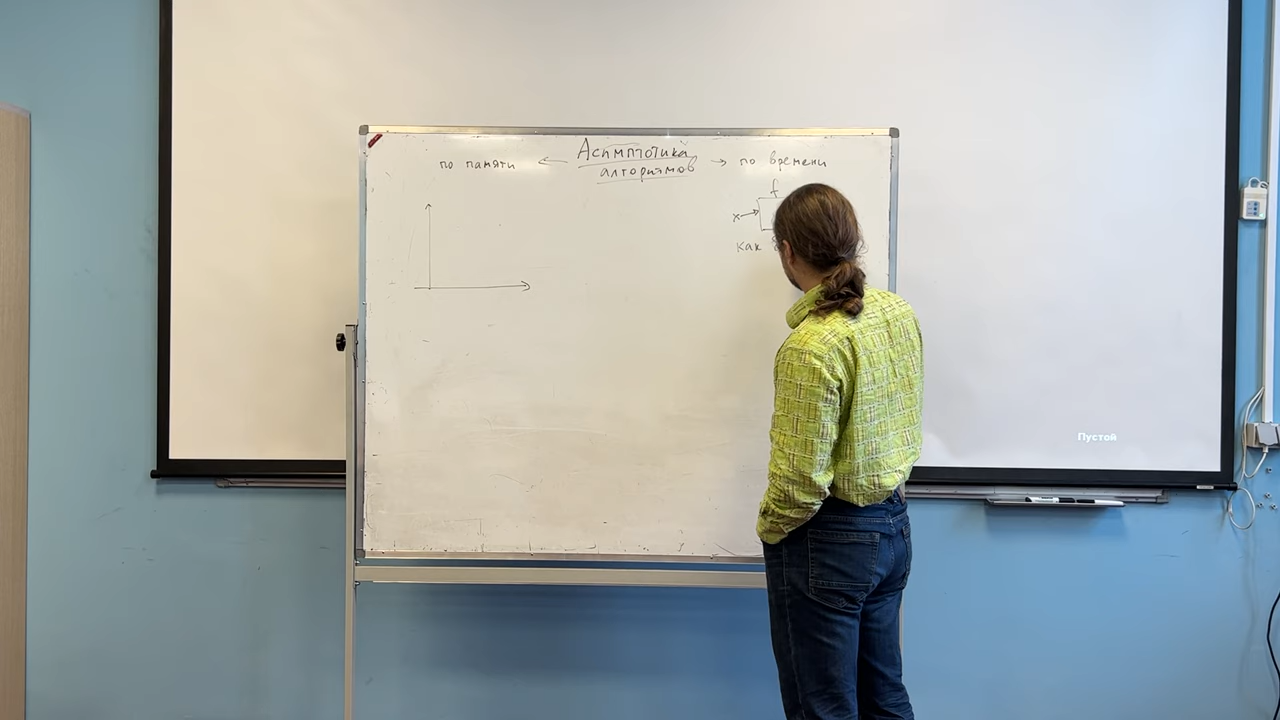 Асимптотика
алгоритмов
по памяти ← → по времени
f
x →
как
Пустой